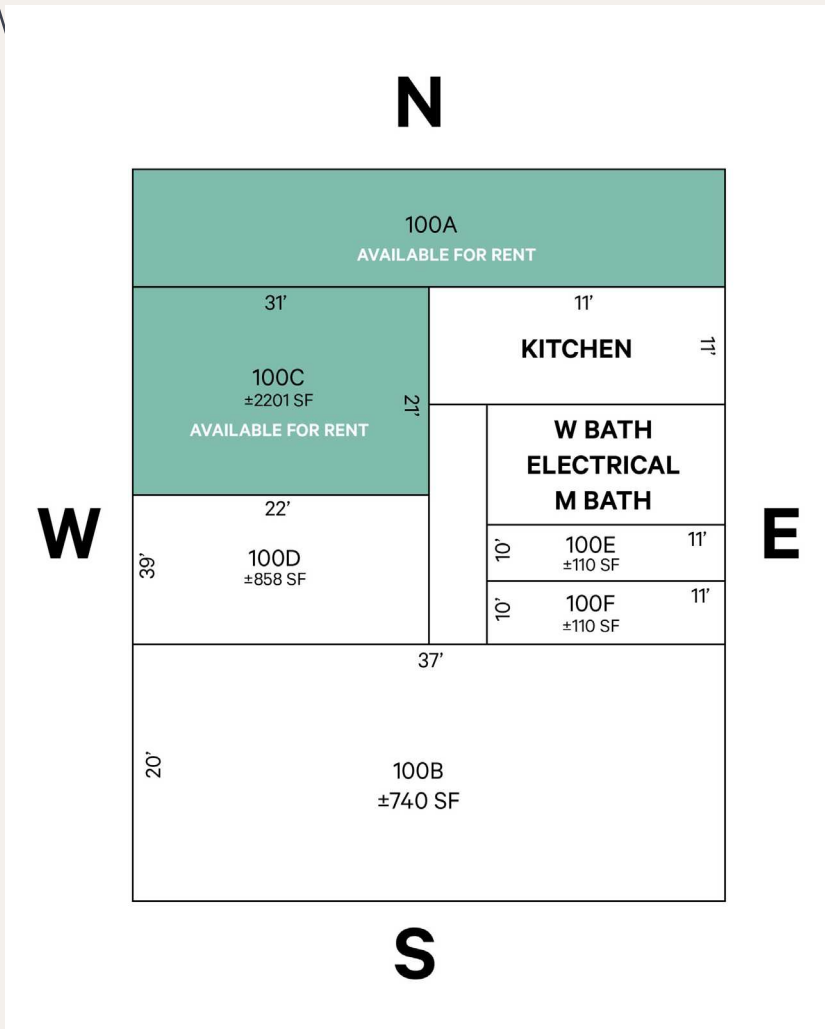 N
100A
AVAILABLE FOR RENT
31’
11’
KITCHEN
11’
100C
±2201 SF
21’
AVAILABLE FOR RENT
W BATH
ELECTRICAL
M BATH
W
E
22’
39’
100D
±858 SF
10’
100E
11’
±110 SF
10’
100F
11’
±110 SF
37’
20’
100B
±740 SF
S